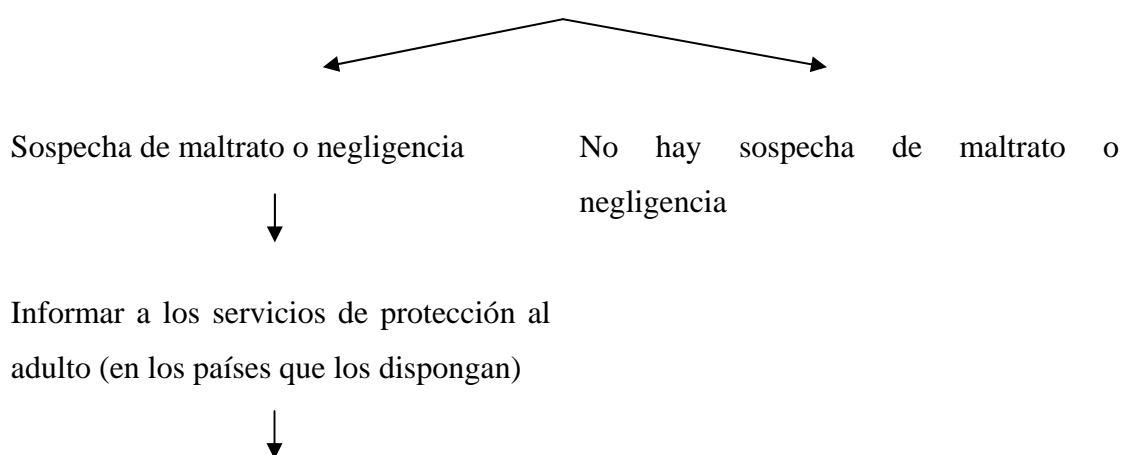 Sospecha de maltrato o negligencia
No hay sospecha de maltrato o
negligencia
Informar a los servicios de protección al
adulto (en los países que los dispongan)